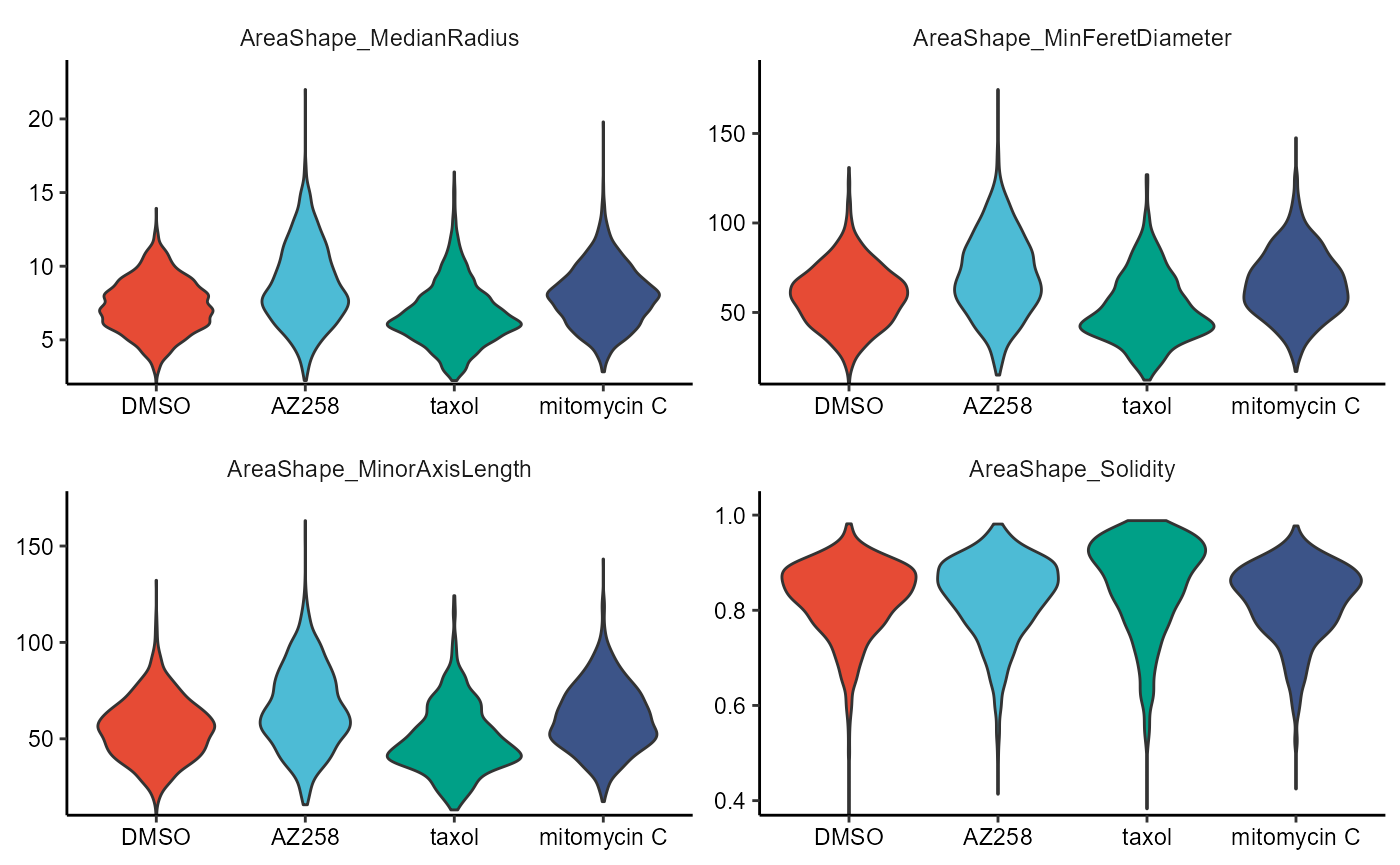 AreaShape_MedianRadius
20
15
10
5
DMSO AZ258 taxol mitomycin C
AreaShape_MinFeretDiameter
150
100
50
DMSO AZ258 taxol mitomycin C
AreaShape_MinorAxisLength
150
100
50
DMSO AZ258 taxol mitomycin C
AreaShape_Solidity
1.0
0.8
0.6
0.4
DMSO AZ258 taxol mitomycin C